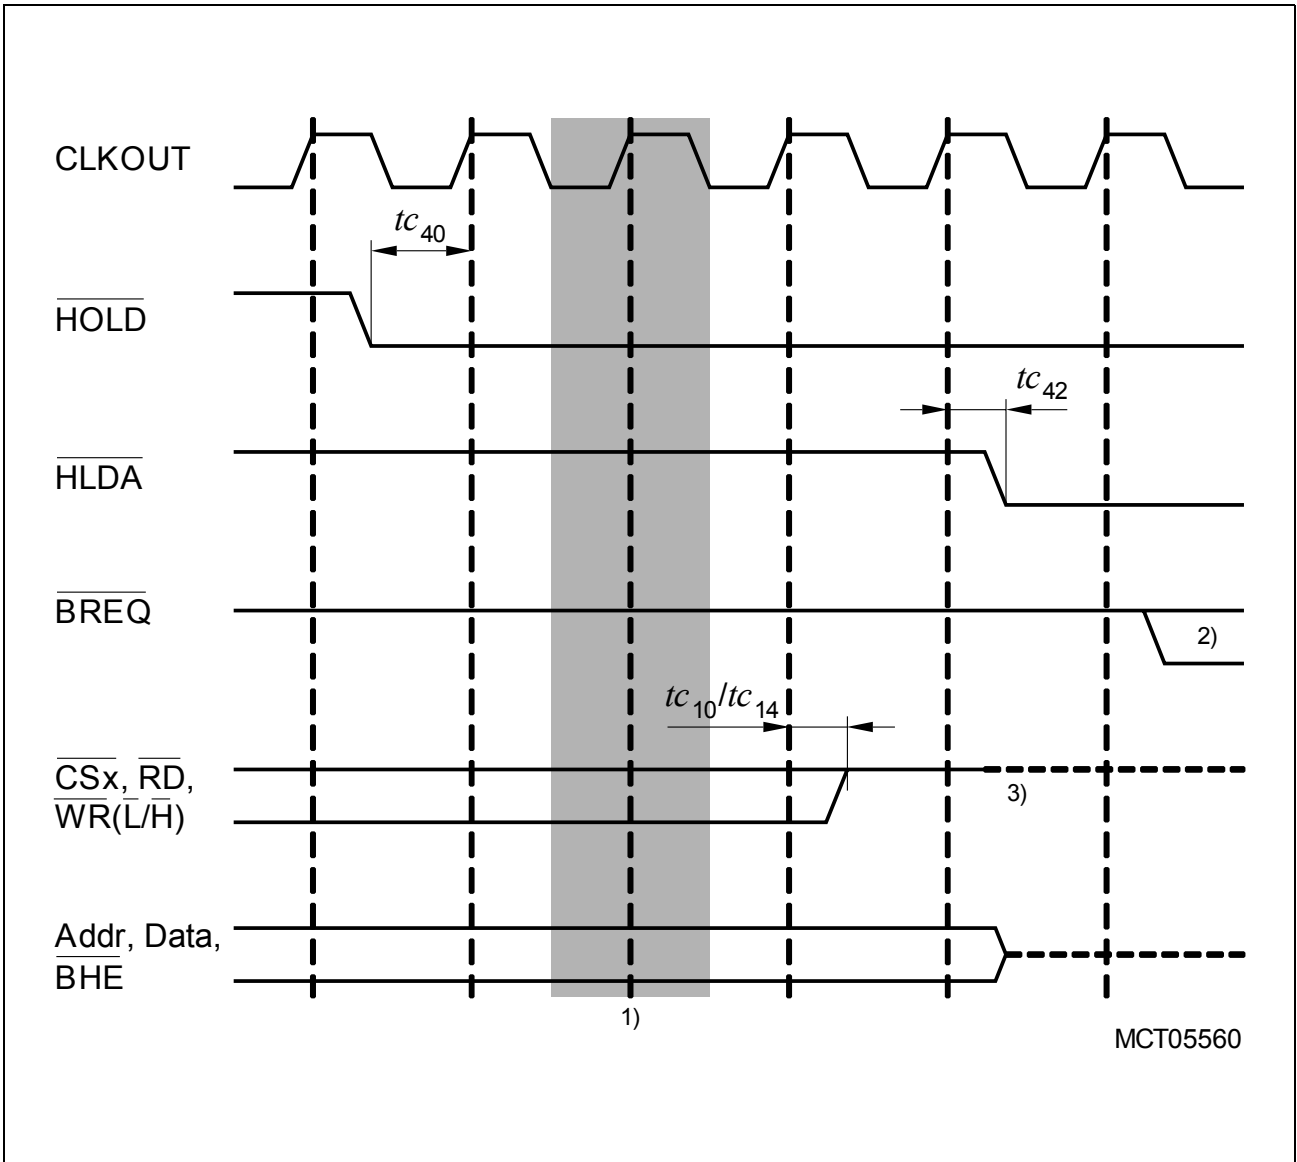 CLKOUT
tc40
HOLD
tc42
HLDA
BREQ
2)
tc10/tc14
CSx, RD,
WR(L/H)
3)
Addr, Data,
BHE
1)
MCT05560